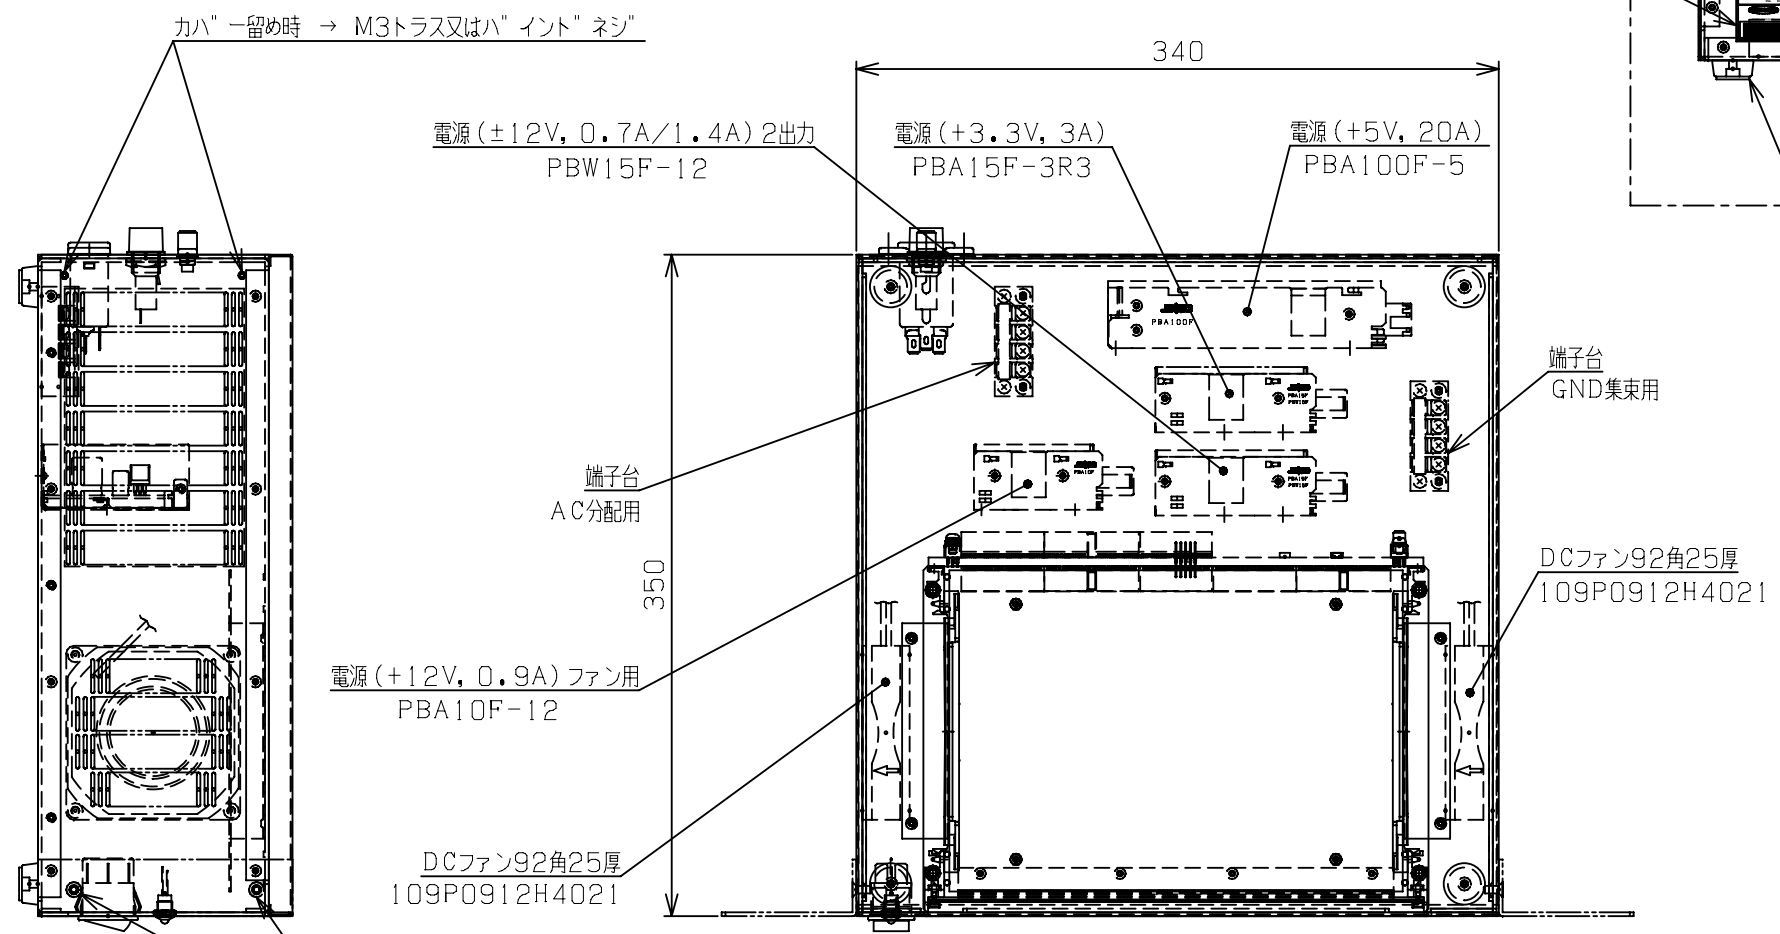 カバー留め時 → M3トラス又はバインドネジ
340
電源(±12V, 0.7A/1.4A)2出力
PBW15F-12
電源(+3.3V, 3A)
PBA15F-3R3
電源(+5V, 20A)
PBA100F-5
PBA100F
端子台
GND集束用
PBA15F
PBW15F
端子台
AC分配用
PBA10F
PBA15F
PBW15F
350
DCファン92角25厚
109P0912H4021
電源(+12V, 0.9A)ファン用
PBA10F-12
DCファン92角25厚
109P0912H4021